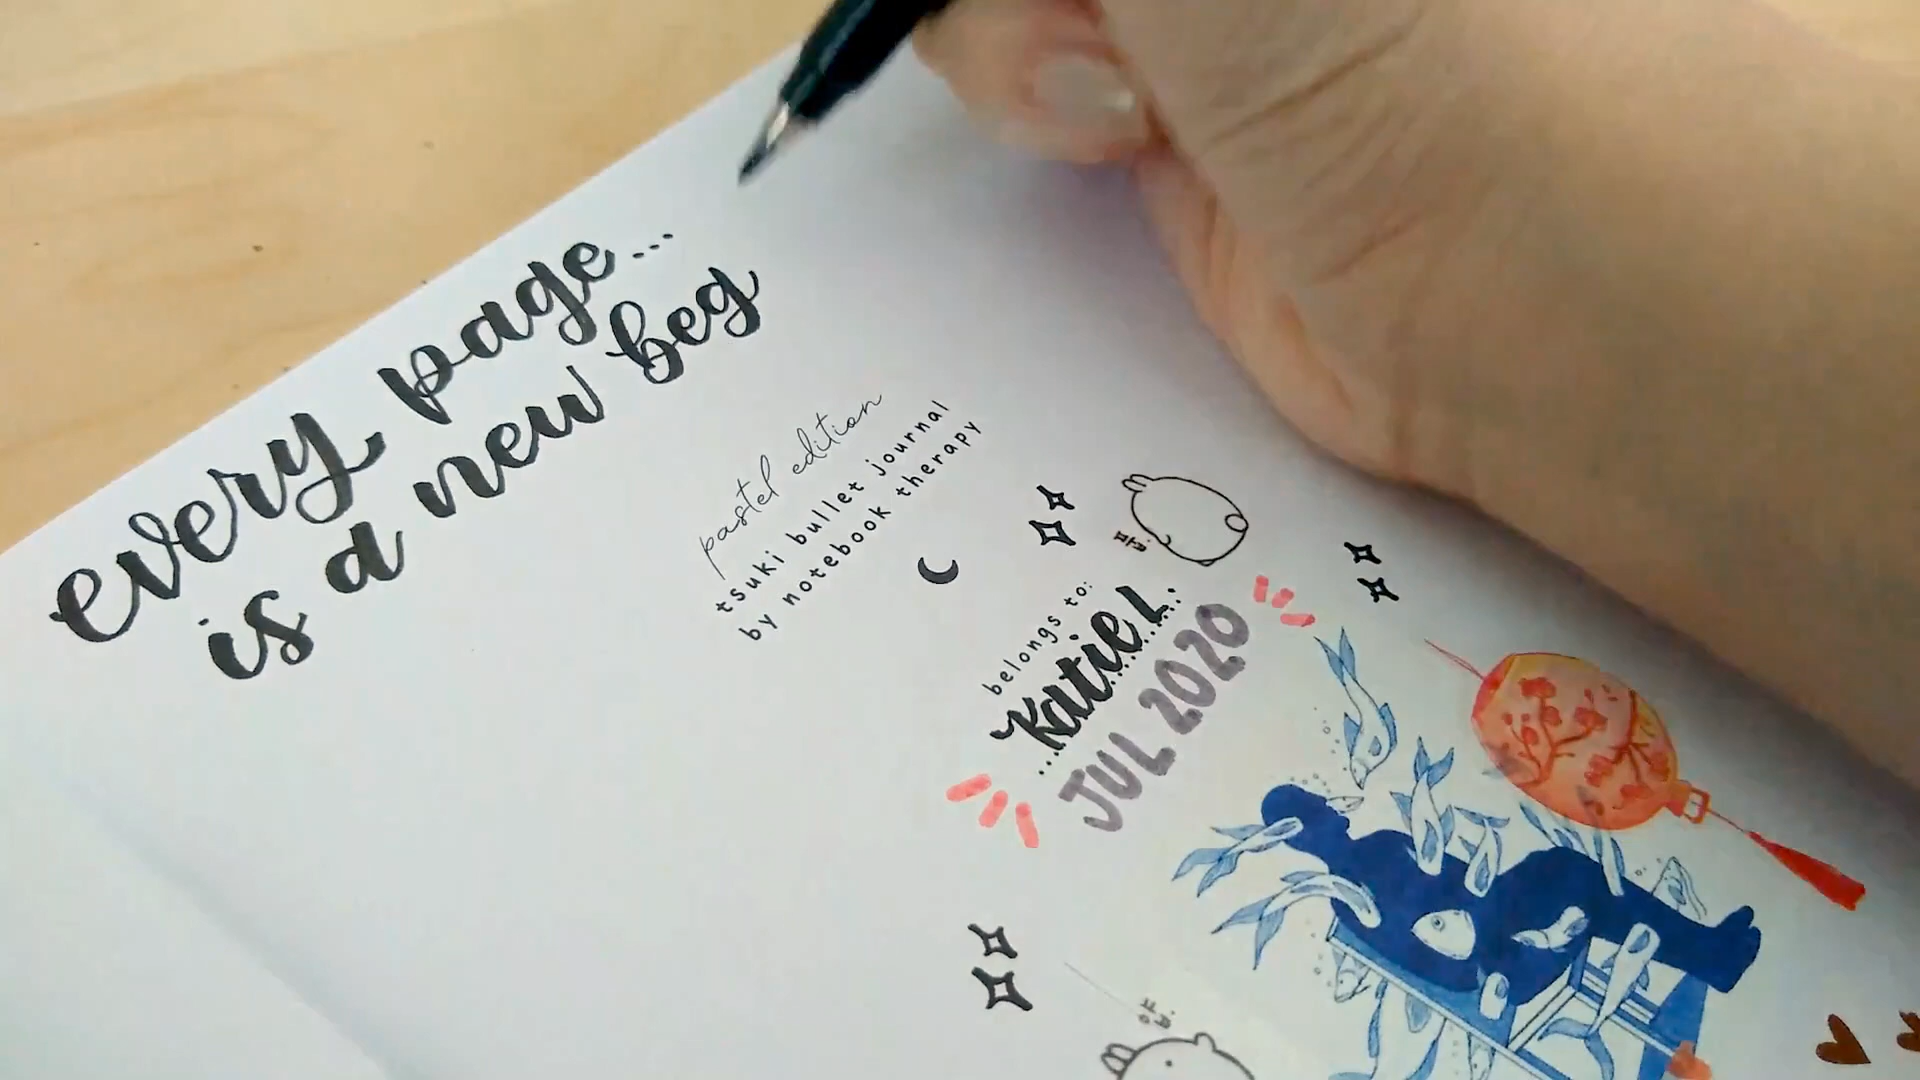 every page...
is a new beg
pastel edition
tsuki bullet journal
by notebook therapy
belongs to:
Katie L.
JUL 2020